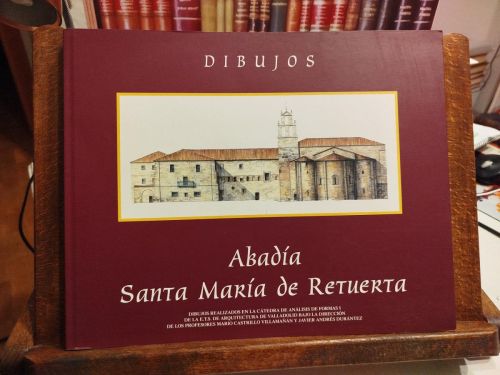 DIBUJOS
Abadía
Santa María de Retuerta
DIBUJOS REALIZADOS EN LA CÁTEDRA DE ANÁLISIS DE FORMAS I
DE LA E.T.S. DE ARQUITECTURA DE VALLADOLID BAJO LA DIRECCIÓN
DE LOS PROFESORES MARIO CASTRILLO VILLAMAÑAN Y JAVIER ANDRÉS DURÁNTEZ